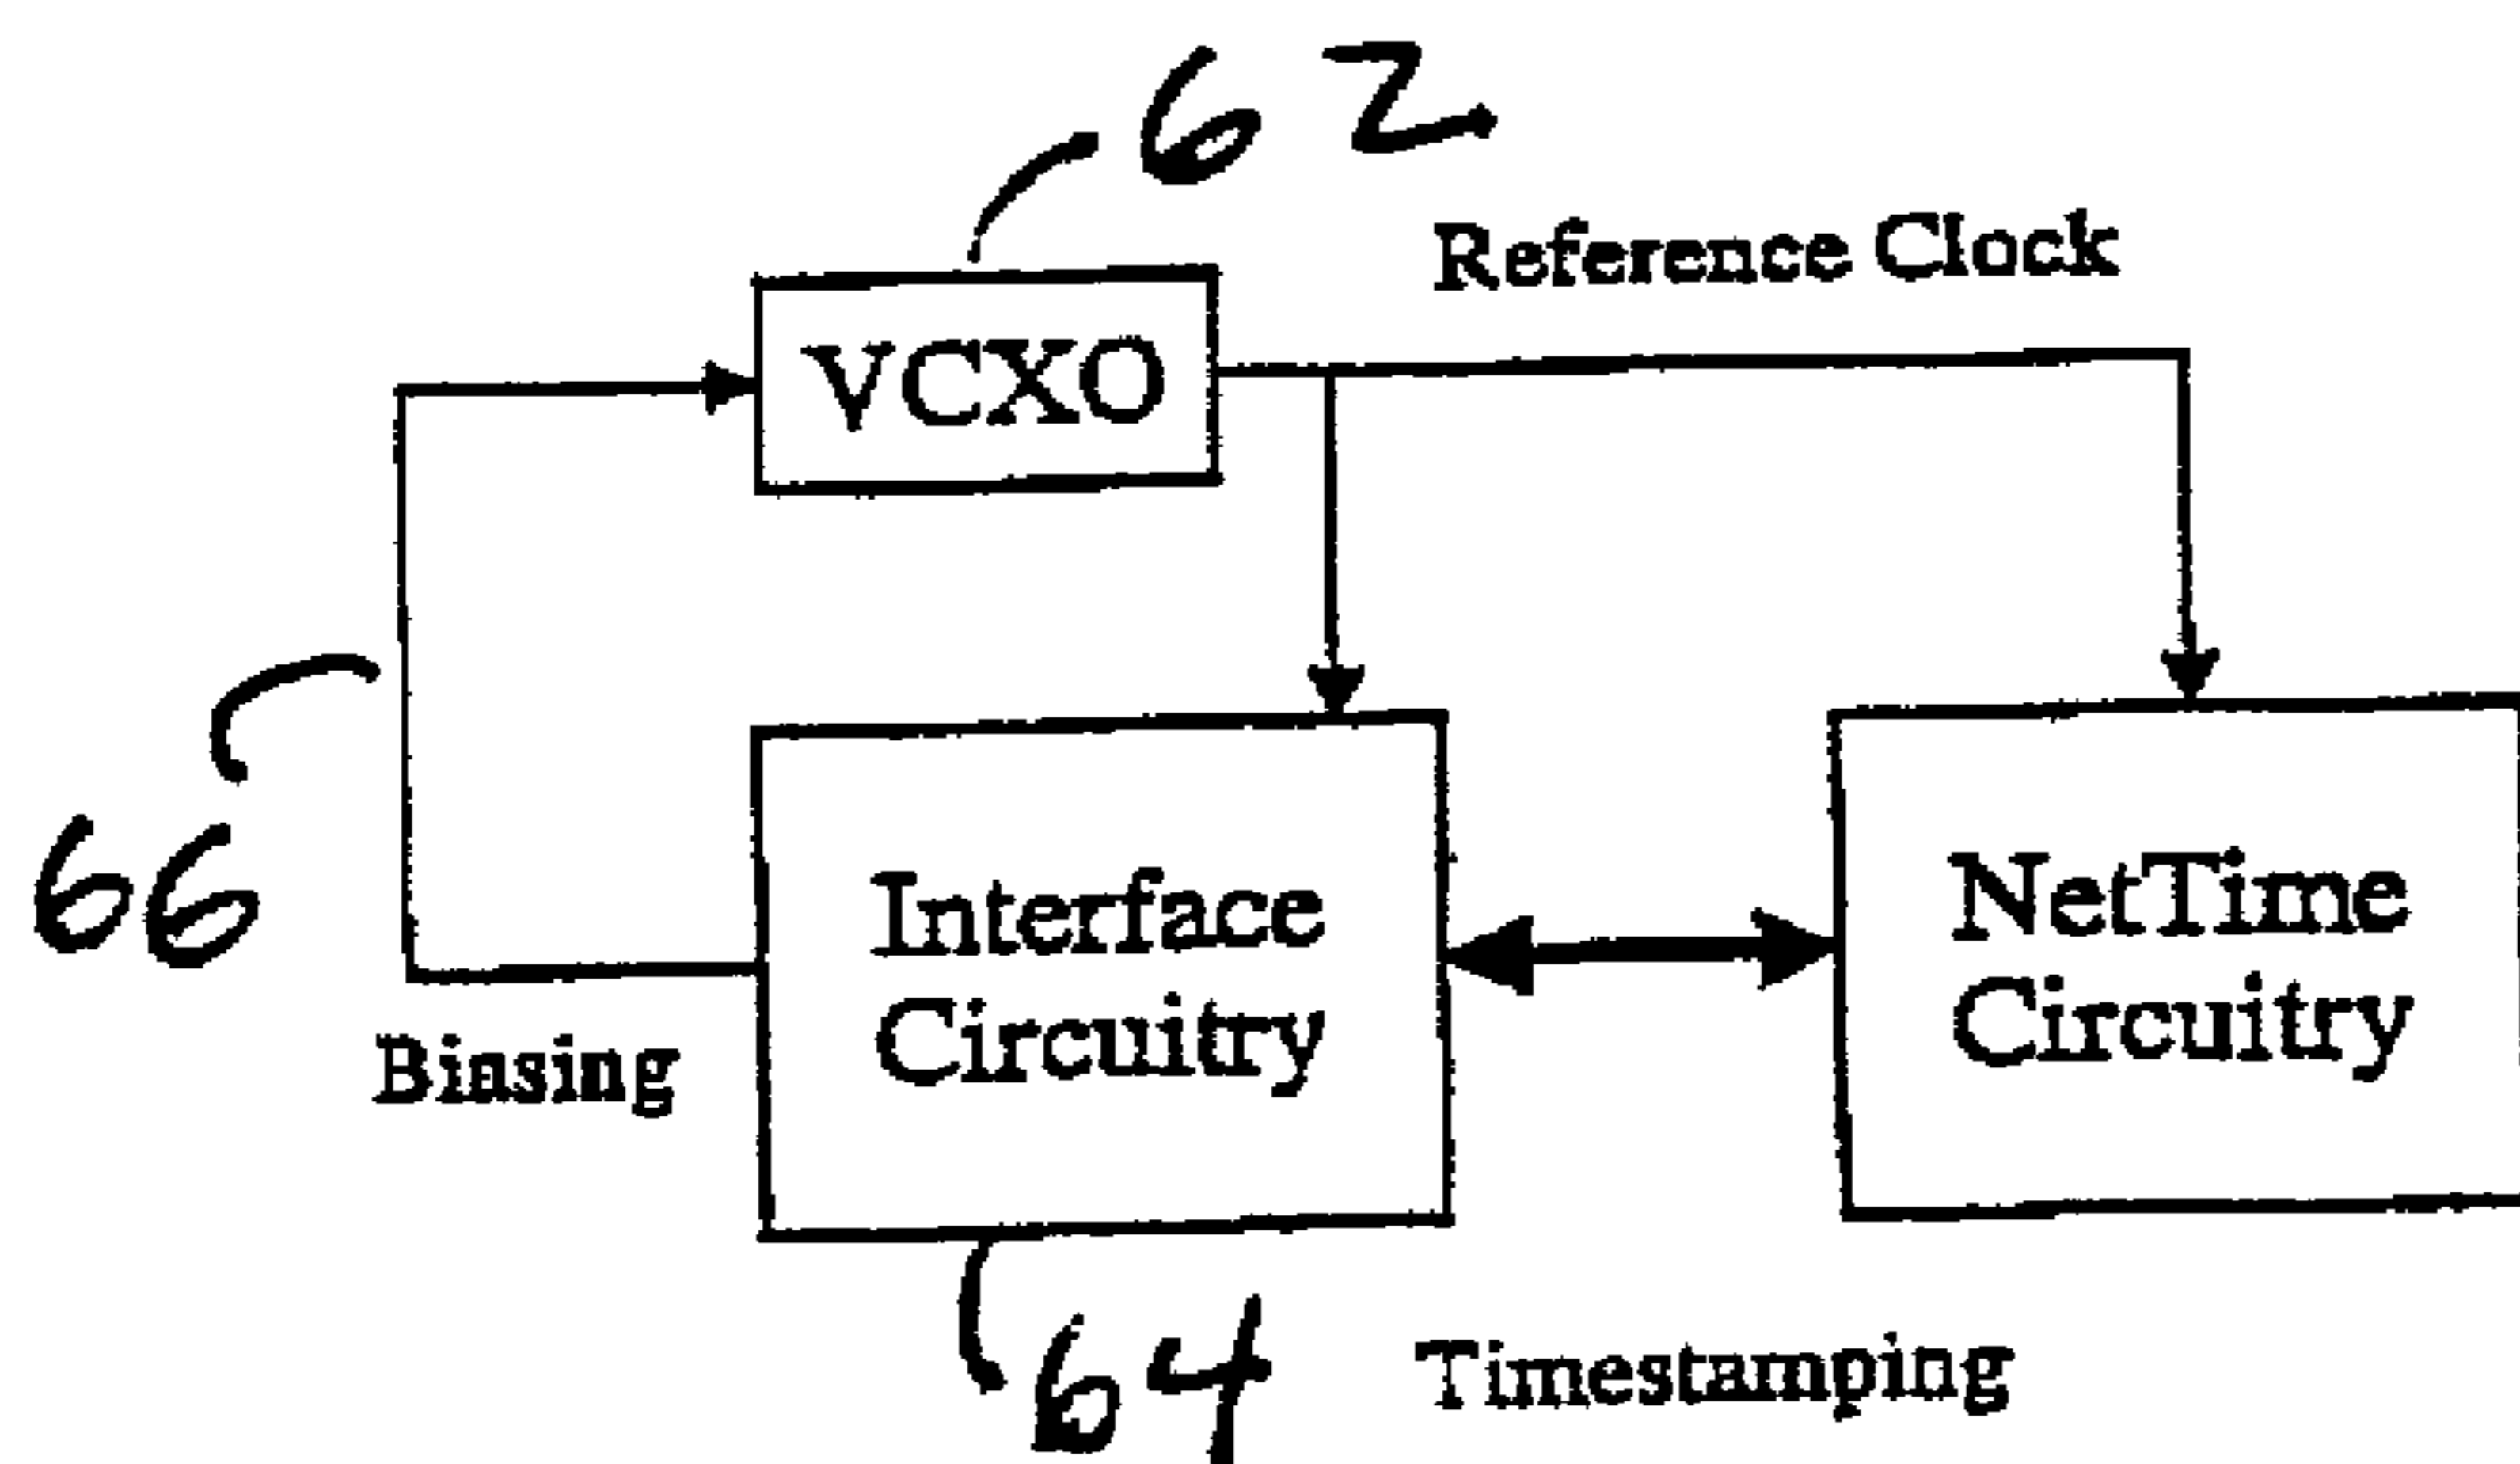 62
Reference Clock
VCXO
66
Interface
Circuitry
NetTime
Circuitry
Biasing
64
Timestamping